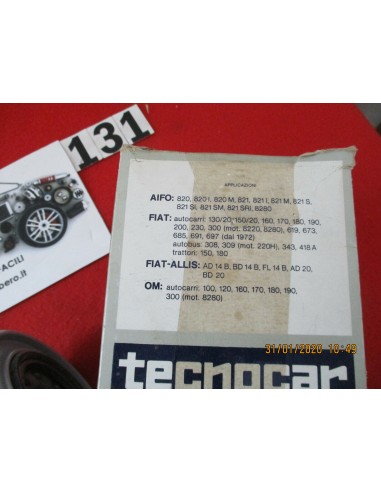 131
ACILI
bero.it
APPLICAZIONI
AIFO: 820, 820 I, 820 M, 821, 821 I, 821 M, 821 S,
821 SI, 821 SM, 821 SRI, 8280
FIAT: autocarri: 130/20, 150/20, 160, 170, 180, 190,
200, 230, 300 (mot. 8220, 8280), 619, 673,
685, 691, 697 (dal 1972)
autobus: 308, 309 (mot. 220H), 343, 418 A
trattori: 150, 180
FIAT-ALLIS: AD 14 B, BD 14 B, FL 14 B, AD 20,
BD 20
OM: autocarri: 100, 120, 160, 170, 180, 190,
300 (mot. 8280)
tecnocar
31/01/2020 10:49